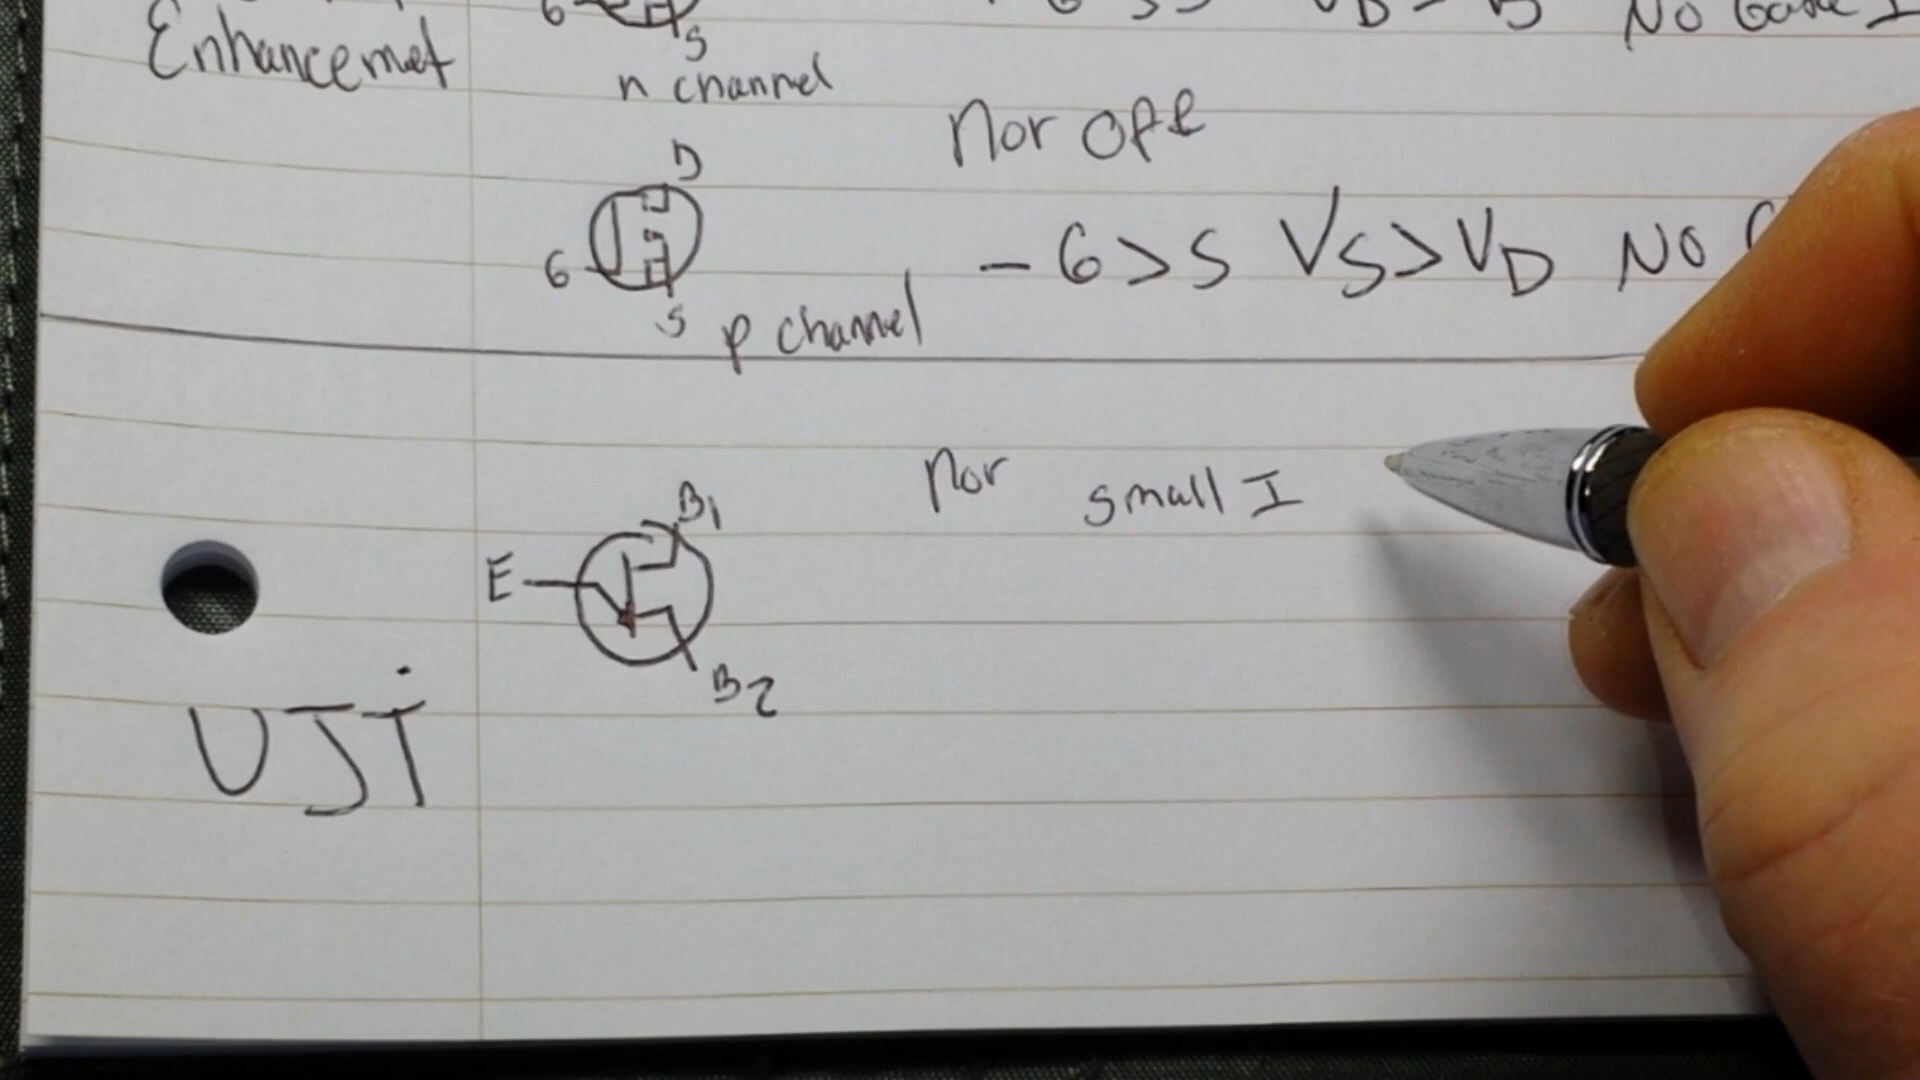 Enhancemet
G
S
n channel
Nor Off
D
G
S
p channel
- G > S VS > VD NO
Nor small I
B1
E
B2
UJT